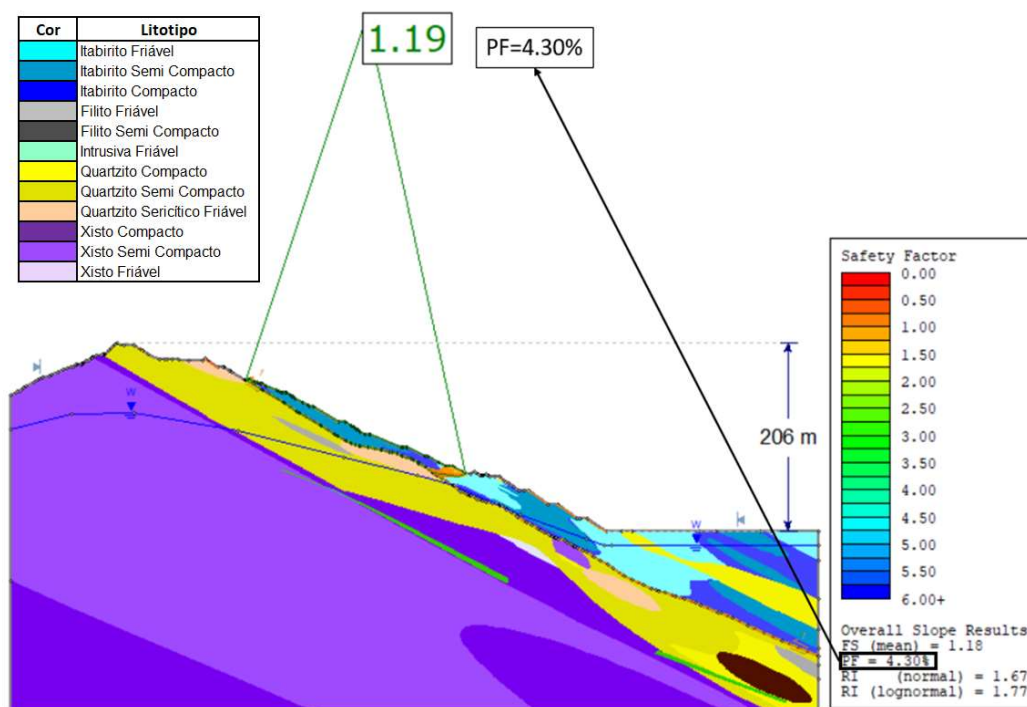 Cor Litotipo
Itabirito Friável
Itabirito Semi Compacto
Itabirito Compacto
Filito Friável
Filito Semi Compacto
Intrusiva Friável
Quartzito Compacto
Quartzito Semi Compacto
Quartzito Sericítico Friável
Xisto Compacto
Xisto Semi Compacto
Xisto Friável
1.19
PF=4.30%
W
206 m
W
Safety Factor
0.00
0.50
1.00
1.50
2.00
2.50
3.00
3.50
4.00
4.50
5.00
5.50
6.00+
Overall Slope Results
FS (mean) = 1.18
PF = 4.30%
RI (normal) = 1.67
RI (lognormal) = 1.77